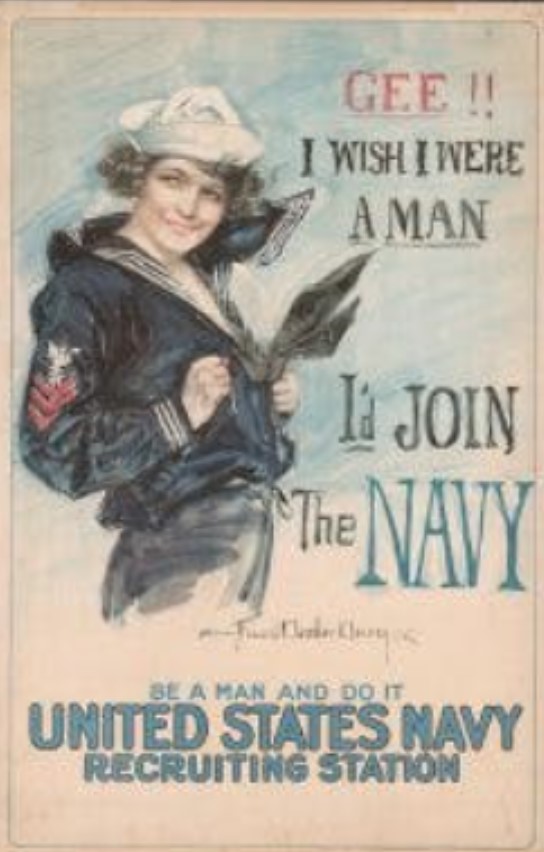 GEE !!
I WISH I WERE
A MAN
I'd JOIN
The NAVY
BE A MAN AND DO IT
UNITED STATES NAVY
RECRUITING STATION